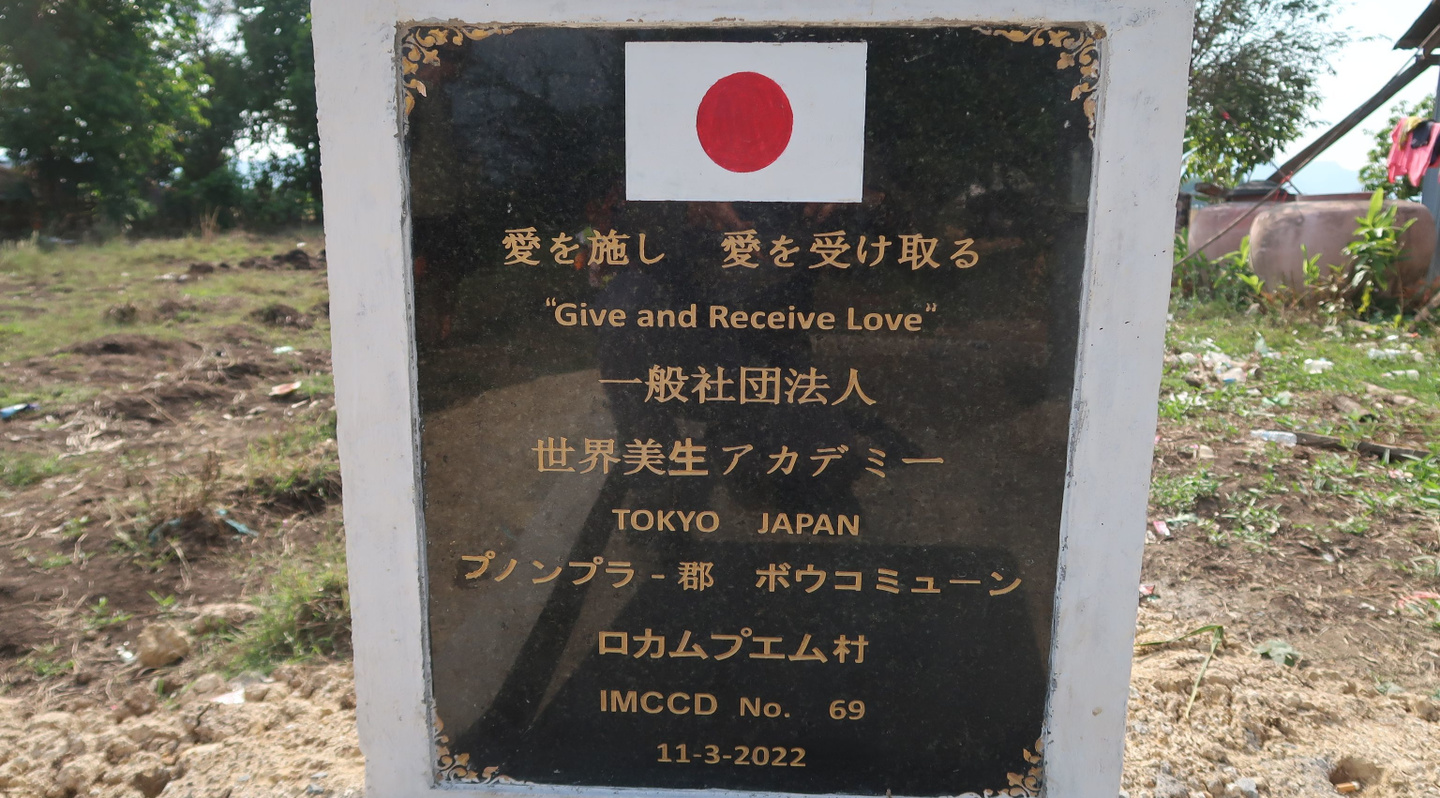 愛を施し　愛を受け取る
“Give and Receive Love”
一般社団法人
世界美生アカデミー
TOKYO JAPAN
プノンプラ-郡　ボウコミューン
ロカムプエム村
IMCCD No. 69
11-3-2022